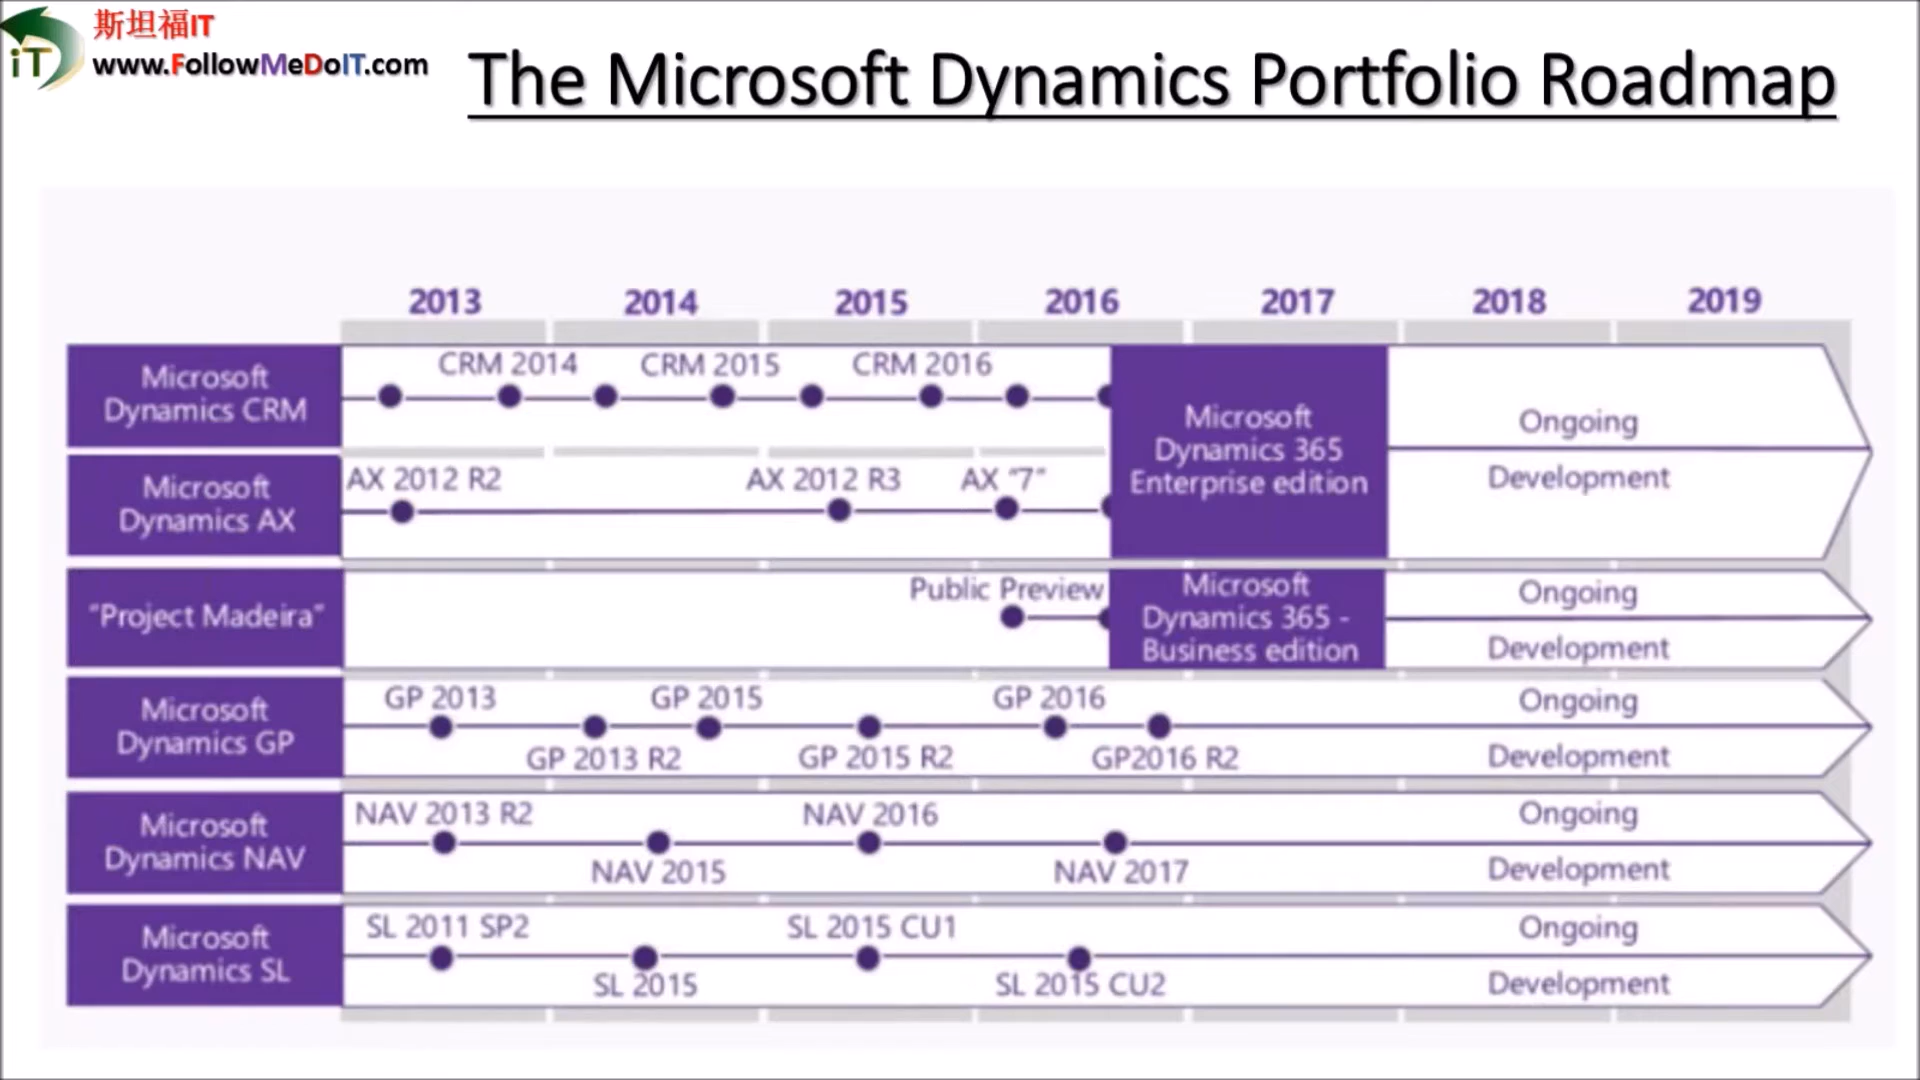 斯坦福IT
iT
www.FollowMeDoIT.com
The Microsoft Dynamics Portfolio Roadmap
2013 2014 2015 2016 2017 2018 2019
Microsoft
Dynamics CRM
CRM 2014 CRM 2015 CRM 2016
Microsoft
Dynamics AX
AX 2012 R2 AX 2012 R3 AX "7"
Microsoft
Dynamics 365
Enterprise edition
Ongoing
Development
"Project Madeira"
Public Preview
Microsoft
Dynamics 365 -
Business edition
Ongoing
Development
Microsoft
Dynamics GP
GP 2013 GP 2015 GP 2016
GP 2013 R2 GP 2015 R2 GP2016 R2
Ongoing
Development
Microsoft
Dynamics NAV
NAV 2013 R2 NAV 2016
NAV 2015 NAV 2017
Ongoing
Development
Microsoft
Dynamics SL
SL 2011 SP2 SL 2015 CU1
SL 2015 SL 2015 CU2
Ongoing
Development